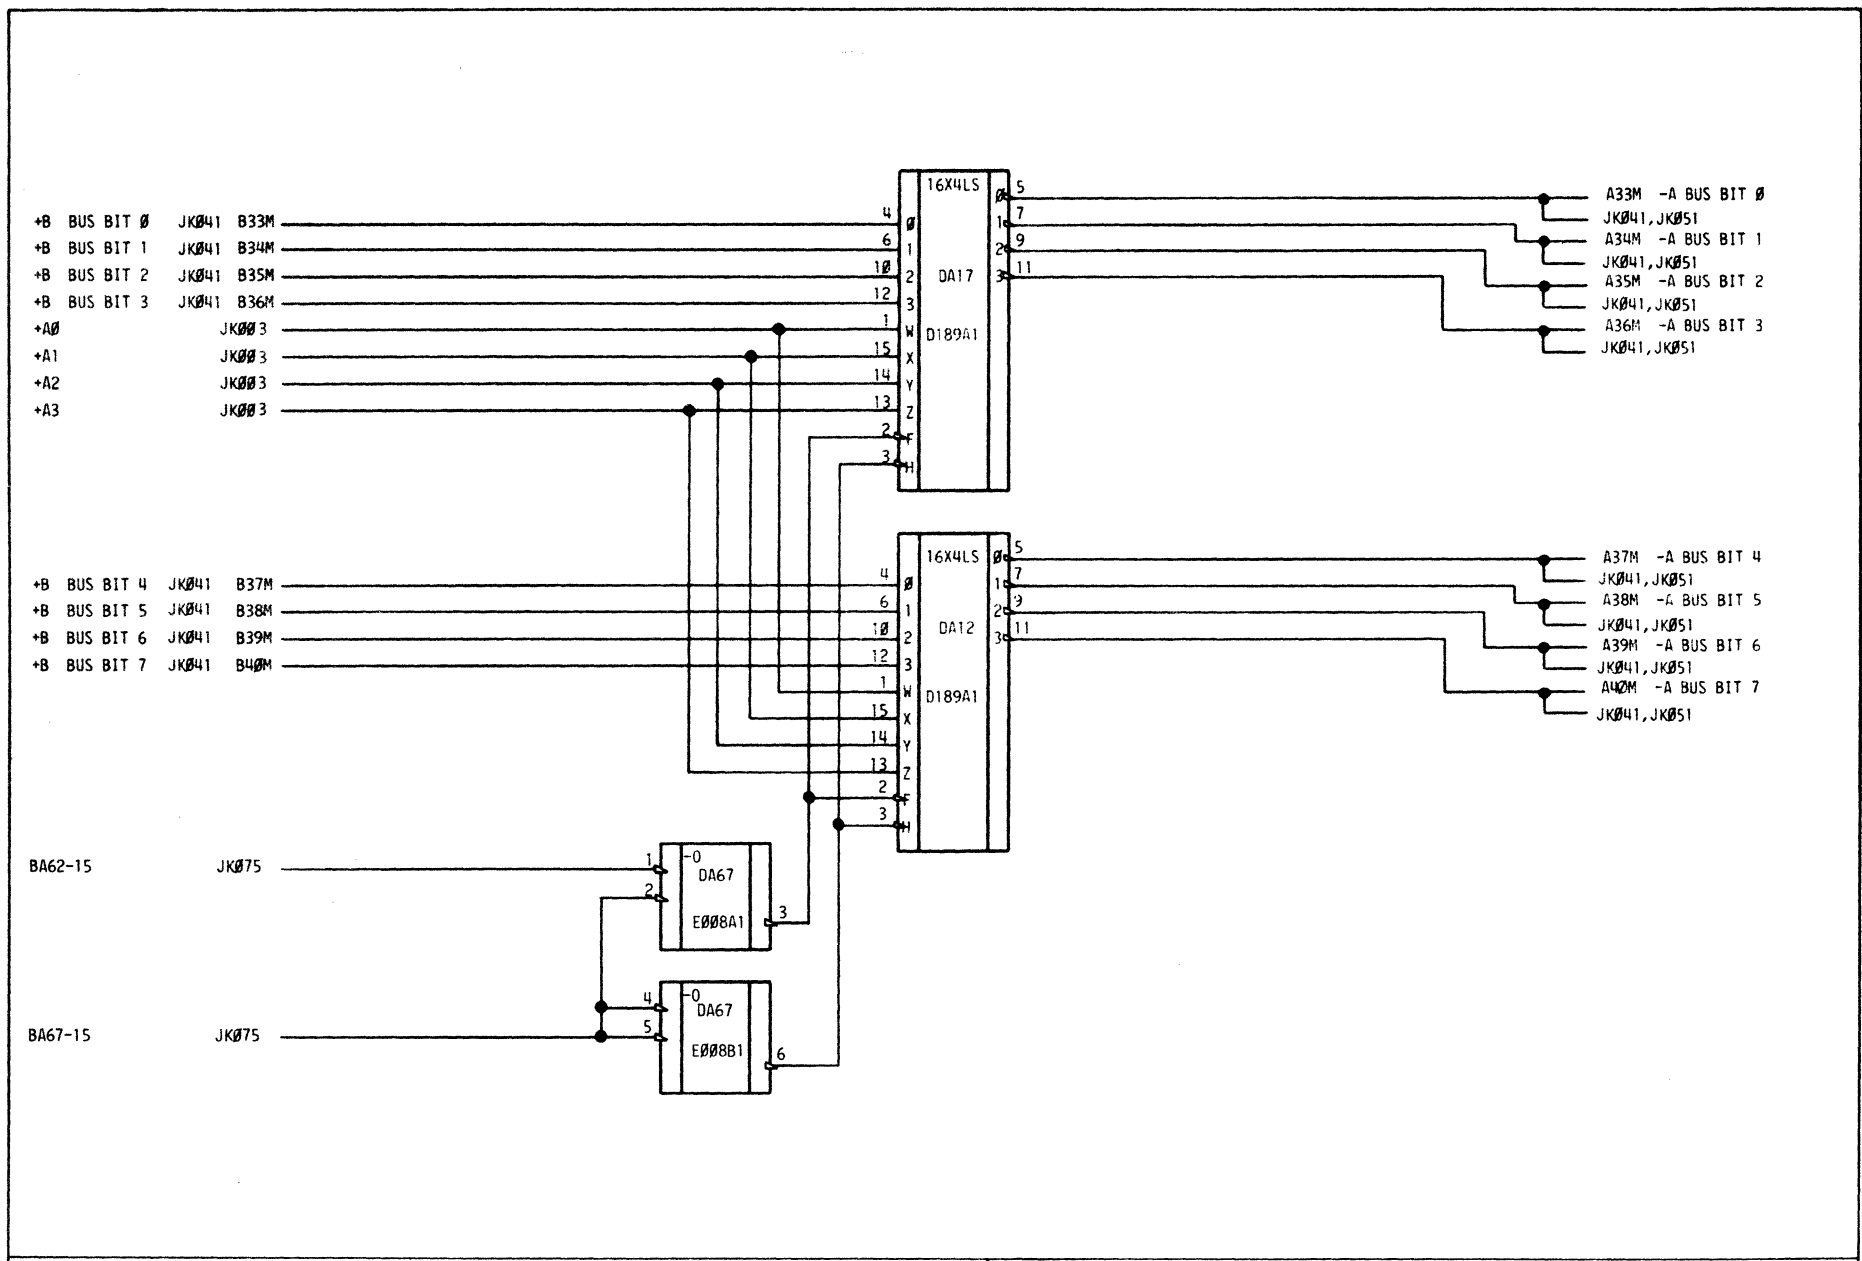 16X4LS
Ø 5 A33M -A BUS BIT Ø
+B BUS BIT Ø JKØ41 B33M 4 Ø 1 7 JKØ41,JKØ51
A34M -A BUS BIT 1
+B BUS BIT 1 JKØ41 B34M 6 1 2 9 JKØ41,JKØ51
+B BUS BIT 2 JKØ41 B35M 1Ø 2 DA17 3 11 A35M -A BUS BIT 2
+B BUS BIT 3 JKØ41 B36M 12 3 JKØ41,JKØ51
+AØ JKØØ3 1 W D189A1 A36M -A BUS BIT 3
+A1 JKØØ3 15 X JKØ41,JKØ51
+A2 JKØØ3 14 Y
+A3 JKØØ3 13 Z
2 F
3 H
16X4LS Ø 5 A37M -A BUS BIT 4
+B BUS BIT 4 JKØ41 B37M 4 Ø 1 7 JKØ41,JKØ51
+B BUS BIT 5 JKØ41 B38M 6 1 2 9 A38M -A BUS BIT 5
JKØ41,JKØ51
+B BUS BIT 6 JKØ41 B39M 1Ø 2 DA12 3 11 A39M -A BUS BIT 6
+B BUS BIT 7 JKØ41 B4ØM 12 3 JKØ41,JKØ51
1 W D189A1 A4ØM -A BUS BIT 7
15 X JKØ41,JKØ51
14 Y
13 Z
2 F
3 H
BA62-15 JKØ75 1 -O
DA67
2
EØØ8A1 3
4 -O
DA67
BA67-15 JKØ75 5
EØØ8B1 6